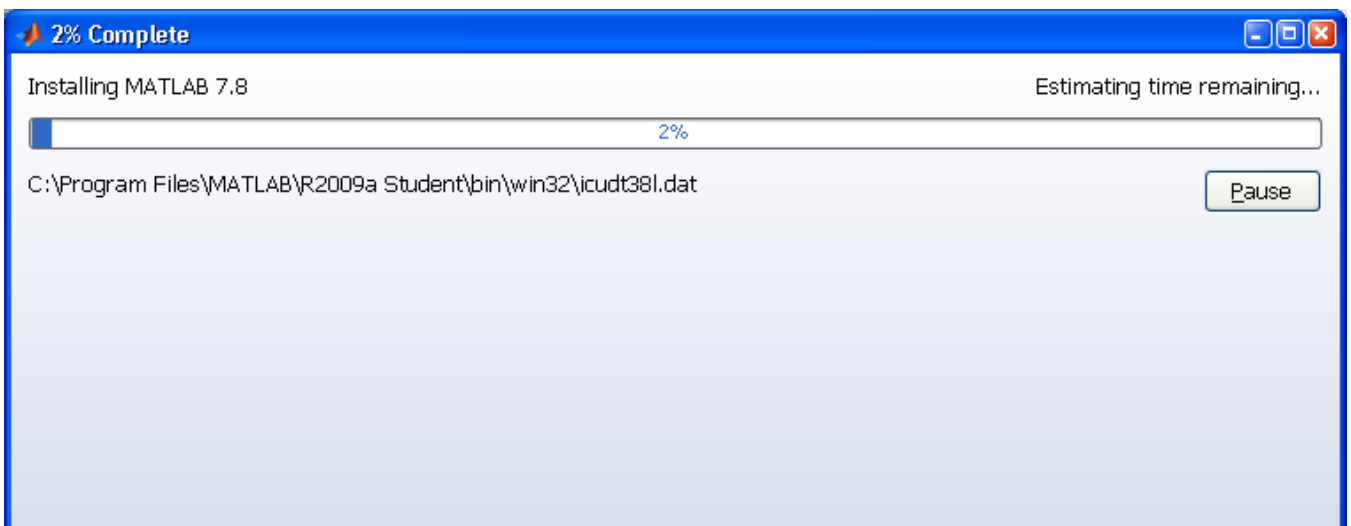 2% Complete
Installing MATLAB 7.8
Estimating time remaining...
2%
C:\Program Files\MATLAB\R2009a Student\bin\win32\icudt38l.dat
Pause